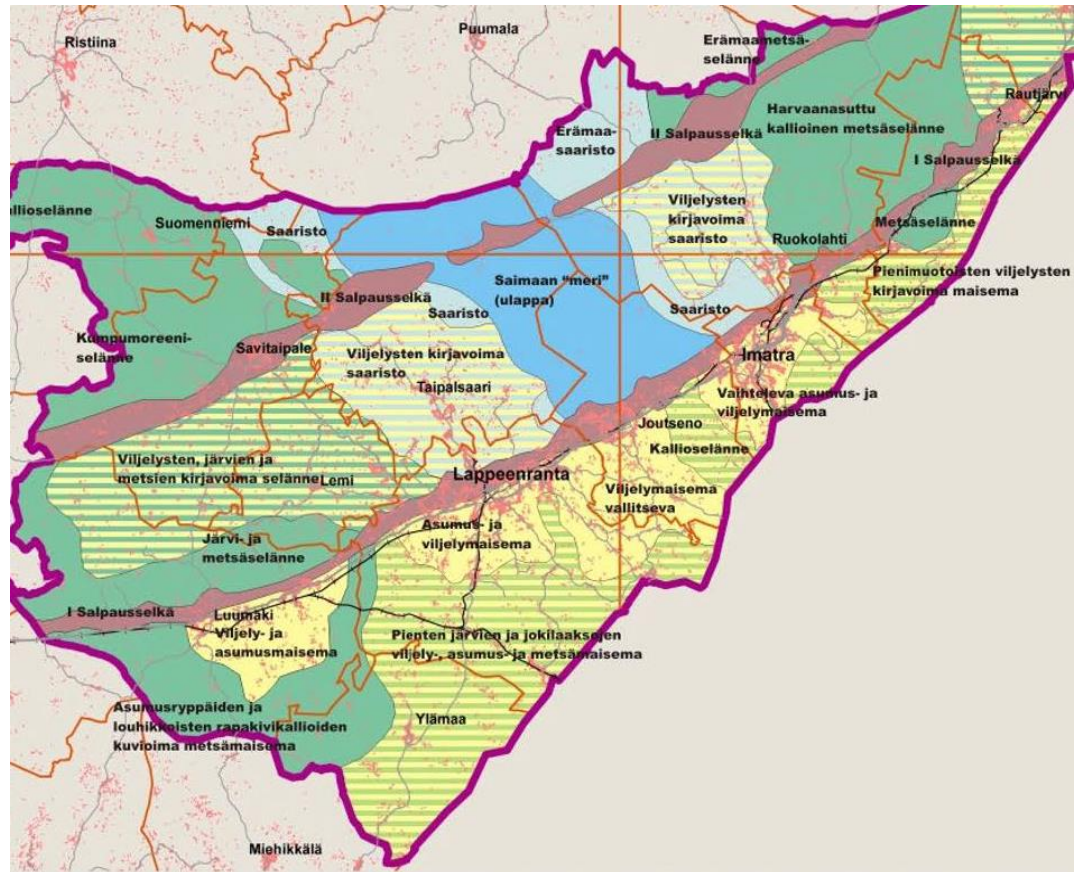 Puumala
Ristiina
Erämaametsä-
selänne
Rautjärvi
Harvaanasuttu
kallioinen metsäselänne
Erämaa-
saaristo
II Salpausselkä
I Salpausselkä
Viljelysten
kirjavoima
saaristo
allioselänne
Suomenniemi
Saaristo
Metsäselänne
Ruokolahti
Pienimuotoisten viljelysten
kirjavoima maisema
Saimaan "meri"
(ulappa)
II Salpausselkä
Saaristo
Saaristo
Kumpumoreeni-
selänne
Savitaipale
Viljelysten kirjavoima
saaristo
Taipalsaari
Imatra
Vaihteleva asumus- ja
viljelymaisema
Joutseno
Kallioselänne
Viljelysten, järvien ja
metsien kirjavoima selänne
Lemi
Lappeenranta
Viljelymaisema
vallitseva
Asumus- ja
viljelymaisema
Järvi- ja
metsäselänne
I Salpausselkä
Luumäki
Viljely- ja
asumusmaisema
Pienten järvien ja jokilaaksojen
viljely-, asumus- ja metsämaisema
Asumusryppäiden ja
louhikkoisten rapakivikallioiden
kuvioima metsämaisema
Ylämaa
Miehikkälä